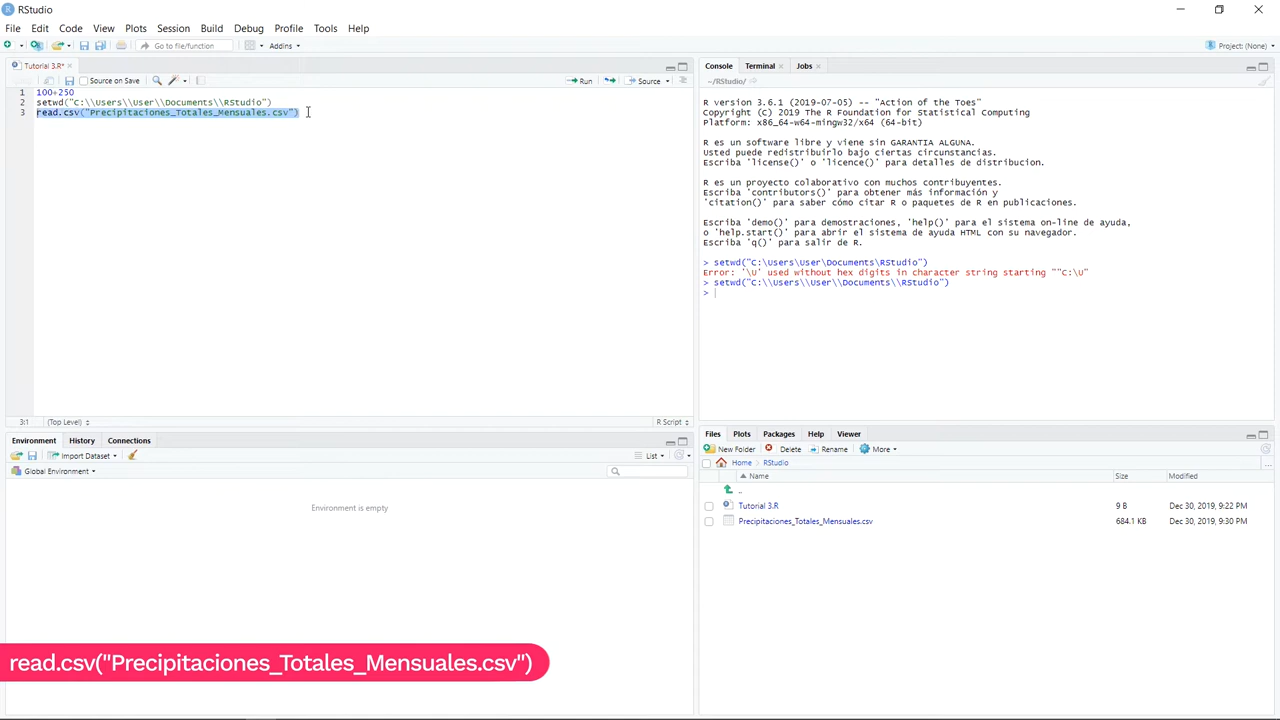 RStudio
File Edit Code View Plots Session Build Debug Profile Tools Help
Go to file/function Addins Project: (None)
Tutorial 3.R*
Source on Save Run Source
1 100+250
2 setwd("C:\\Users\\User\\Documents\\RStudio")
3 read.csv("Precipitaciones_Totales_Mensuales.csv")
3:1 (Top Level) R Script
Console Terminal Jobs
~/RStudio/
R version 3.6.1 (2019-07-05) -- "Action of the Toes"
Copyright (C) 2019 The R Foundation for Statistical Computing
Platform: x86_64-w64-mingw32/x64 (64-bit)
R es un software libre y viene sin GARANTIA ALGUNA.
Usted puede redistribuirlo bajo ciertas circunstancias.
Escriba 'license()' o 'licence()' para detalles de distribucion.
R es un proyecto colaborativo con muchos contribuyentes.
Escriba 'contributors()' para obtener más información y
'citation()' para saber cómo citar R o paquetes de R en publicaciones.
Escriba 'demo()' para demostraciones, 'help()' para el sistema on-line de ayuda,
o 'help.start()' para abrir el sistema de ayuda HTML con su navegador.
Escriba 'q()' para salir de R.
> setwd("C:\Users\User\Documents\RStudio")
Error: '\U' used without hex digits in character string starting ""C:\U"
> setwd("C:\\Users\\User\\Documents\\RStudio")
>
Environment History Connections
Import Dataset List
Global Environment
Environment is empty
Files Plots Packages Help Viewer
New Folder Delete Rename More
Home RStudio
Name Size Modified
..
Tutorial 3.R 9 B Dec 30, 2019, 9:22 PM
Precipitaciones_Totales_Mensuales.csv 684.1 KB Dec 30, 2019, 9:30 PM
read.csv("Precipitaciones_Totales_Mensuales.csv")